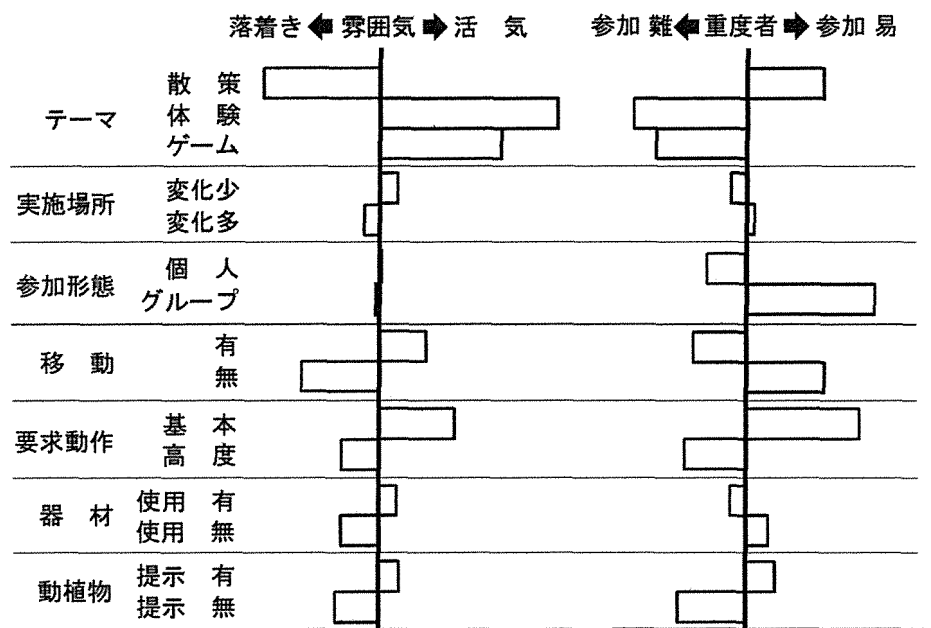 落着き ← 雰囲気 → 活 気 参加 難 ← 重度者 → 参加 易
テーマ
散 策
体 験
ゲーム
実施場所
変化少
変化多
参加形態
個 人
グループ
移 動
有
無
要求動作
基 本
高 度
器 材
使用 有
使用 無
動植物
提示 有
提示 無